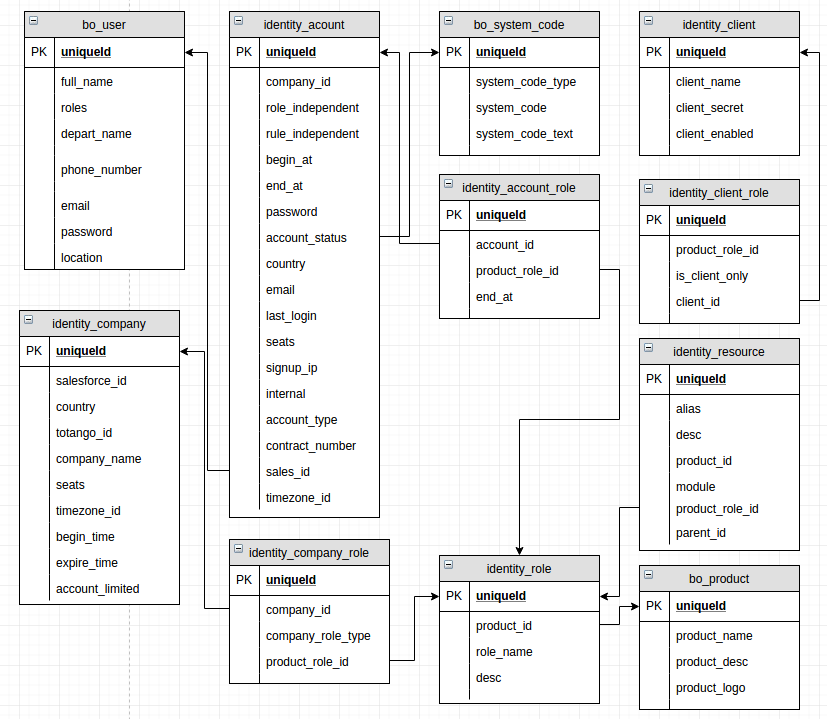 bo_user
PK uniqueId
full_name
roles
depart_name
phone_number
email
password
location
identity_acount
PK uniqueId
company_id
role_independent
rule_independent
begin_at
end_at
password
account_status
country
email
last_login
seats
signup_ip
internal
account_type
contract_number
sales_id
timezone_id
bo_system_code
PK uniqueId
system_code_type
system_code
system_code_text
identity_client
PK uniqueId
client_name
client_secret
client_enabled
identity_account_role
PK uniqueId
account_id
product_role_id
end_at
identity_client_role
PK uniqueId
product_role_id
is_client_only
client_id
identity_company
PK uniqueId
salesforce_id
country
totango_id
company_name
seats
timezone_id
begin_time
expire_time
account_limited
identity_resource
PK uniqueId
alias
desc
product_id
module
product_role_id
parent_id
identity_company_role
PK uniqueId
company_id
company_role_type
product_role_id
identity_role
PK uniqueId
product_id
role_name
desc
bo_product
PK uniqueId
product_name
product_desc
product_logo